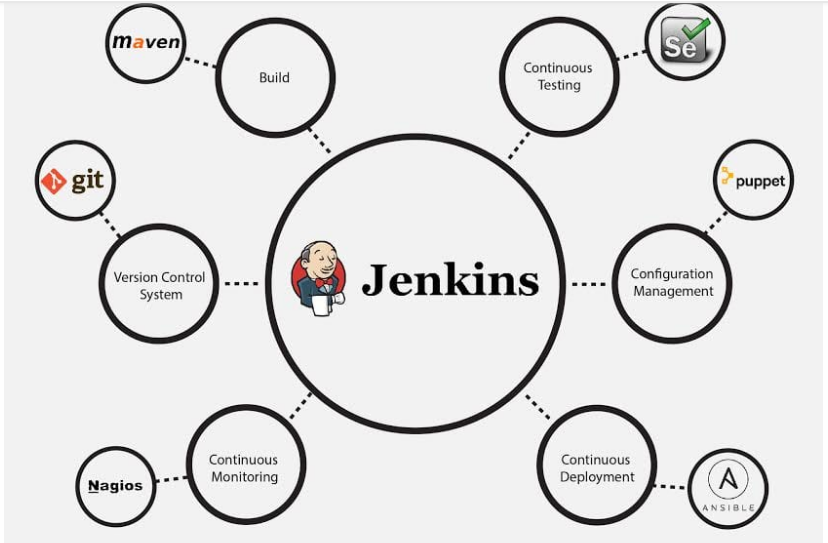 maven
Build
Continuous
Testing
Se
git
puppet
Version Control
System
Jenkins
Configuration
Management
Continuous
Monitoring
Nagios
Continuous
Deployment
ANSIBLE